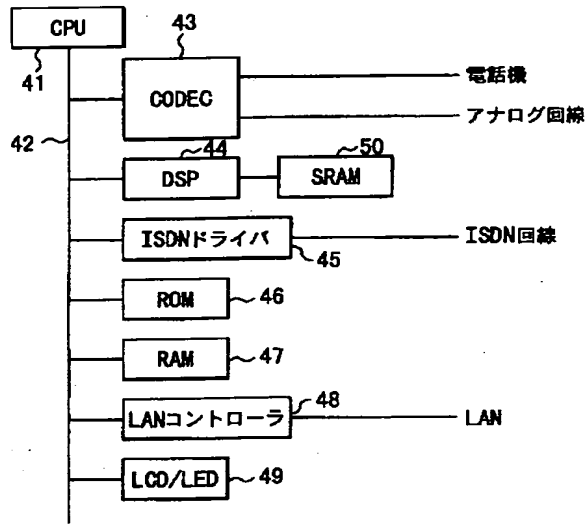 CPU
41
42
43
CODEC
電話機
アナログ回線
44
DSP
50
SRAM
ISDNドライバ
45
ISDN回線
ROM
46
RAM
47
LANコントローラ
48
LAN
LCD/LED
49